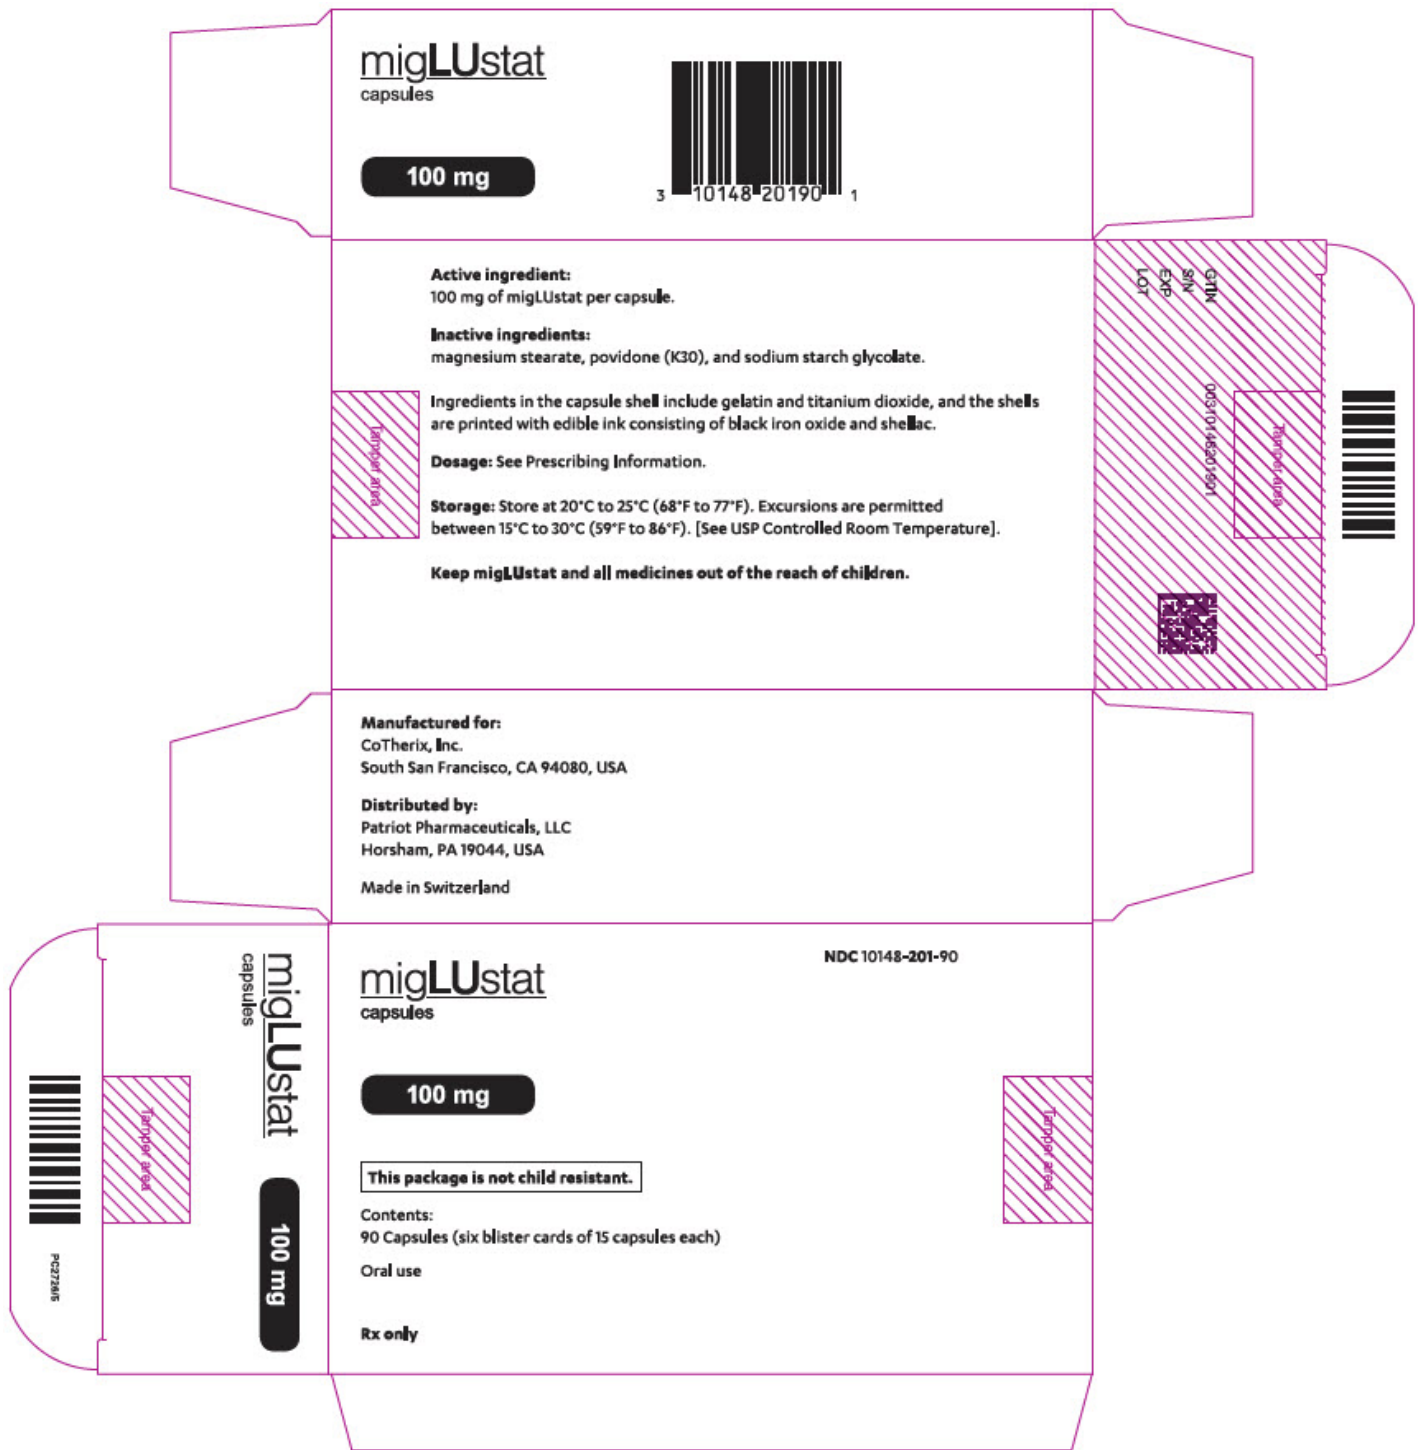 migLUstat
capsules
100 mg
3 10148 20190 1
Active ingredient:
100 mg of migLUstat per capsule.
Inactive ingredients:
magnesium stearate, povidone (K30), and sodium starch glycolate.
Ingredients in the capsule shell include gelatin and titanium dioxide, and the shells
are printed with edible ink consisting of black iron oxide and shellac.
Dosage: See Prescribing Information.
Storage: Store at 20°C to 25°C (68°F to 77°F). Excursions are permitted
between 15°C to 30°C (59°F to 86°F). [See USP Controlled Room Temperature].
Keep migLUstat and all medicines out of the reach of children.
Tamper area
GTIN
S/N
EXP
LOT
00310148201901
Tamper area
Manufactured for:
CoTherix, Inc.
South San Francisco, CA 94080, USA
Distributed by:
Patriot Pharmaceuticals, LLC
Horsham, PA 19044, USA
Made in Switzerland
migLUstat
capsules
100 mg
Tamper area
PC2726/5
NDC 10148-201-90
migLUstat
capsules
100 mg
This package is not child resistant.
Contents:
90 Capsules (six blister cards of 15 capsules each)
Oral use
Rx only
Tamper area